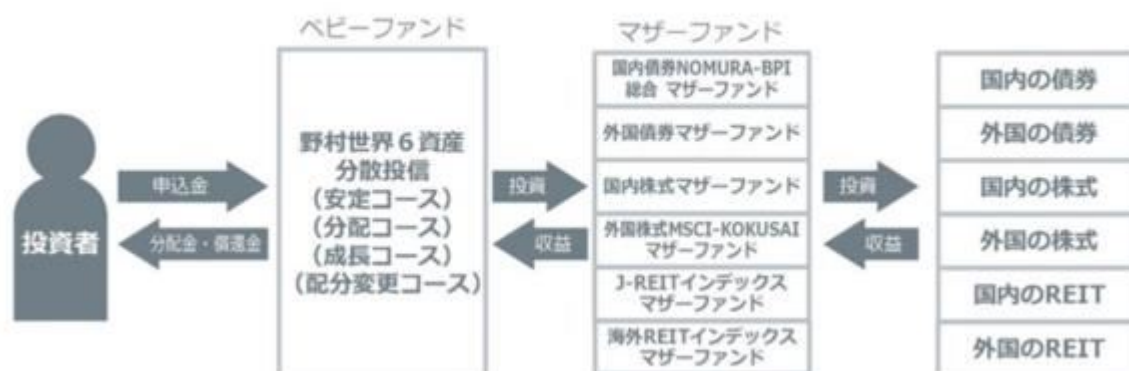 ベビーファンド
マザーファンド
投資者
申込金
分配金・償還金
野村世界6資産
分散投信
(安定コース)
(分配コース)
(成長コース)
(配分変更コース)
投資
収益
国内債券NOMURA-BPI
総合 マザーファンド
外国債券マザーファンド
国内株式マザーファンド
外国株式MSCI-KOKUSAI
マザーファンド
J-REITインデックス
マザーファンド
海外REITインデックス
マザーファンド
投資
収益
国内の債券
外国の債券
国内の株式
外国の株式
国内のREIT
外国のREIT